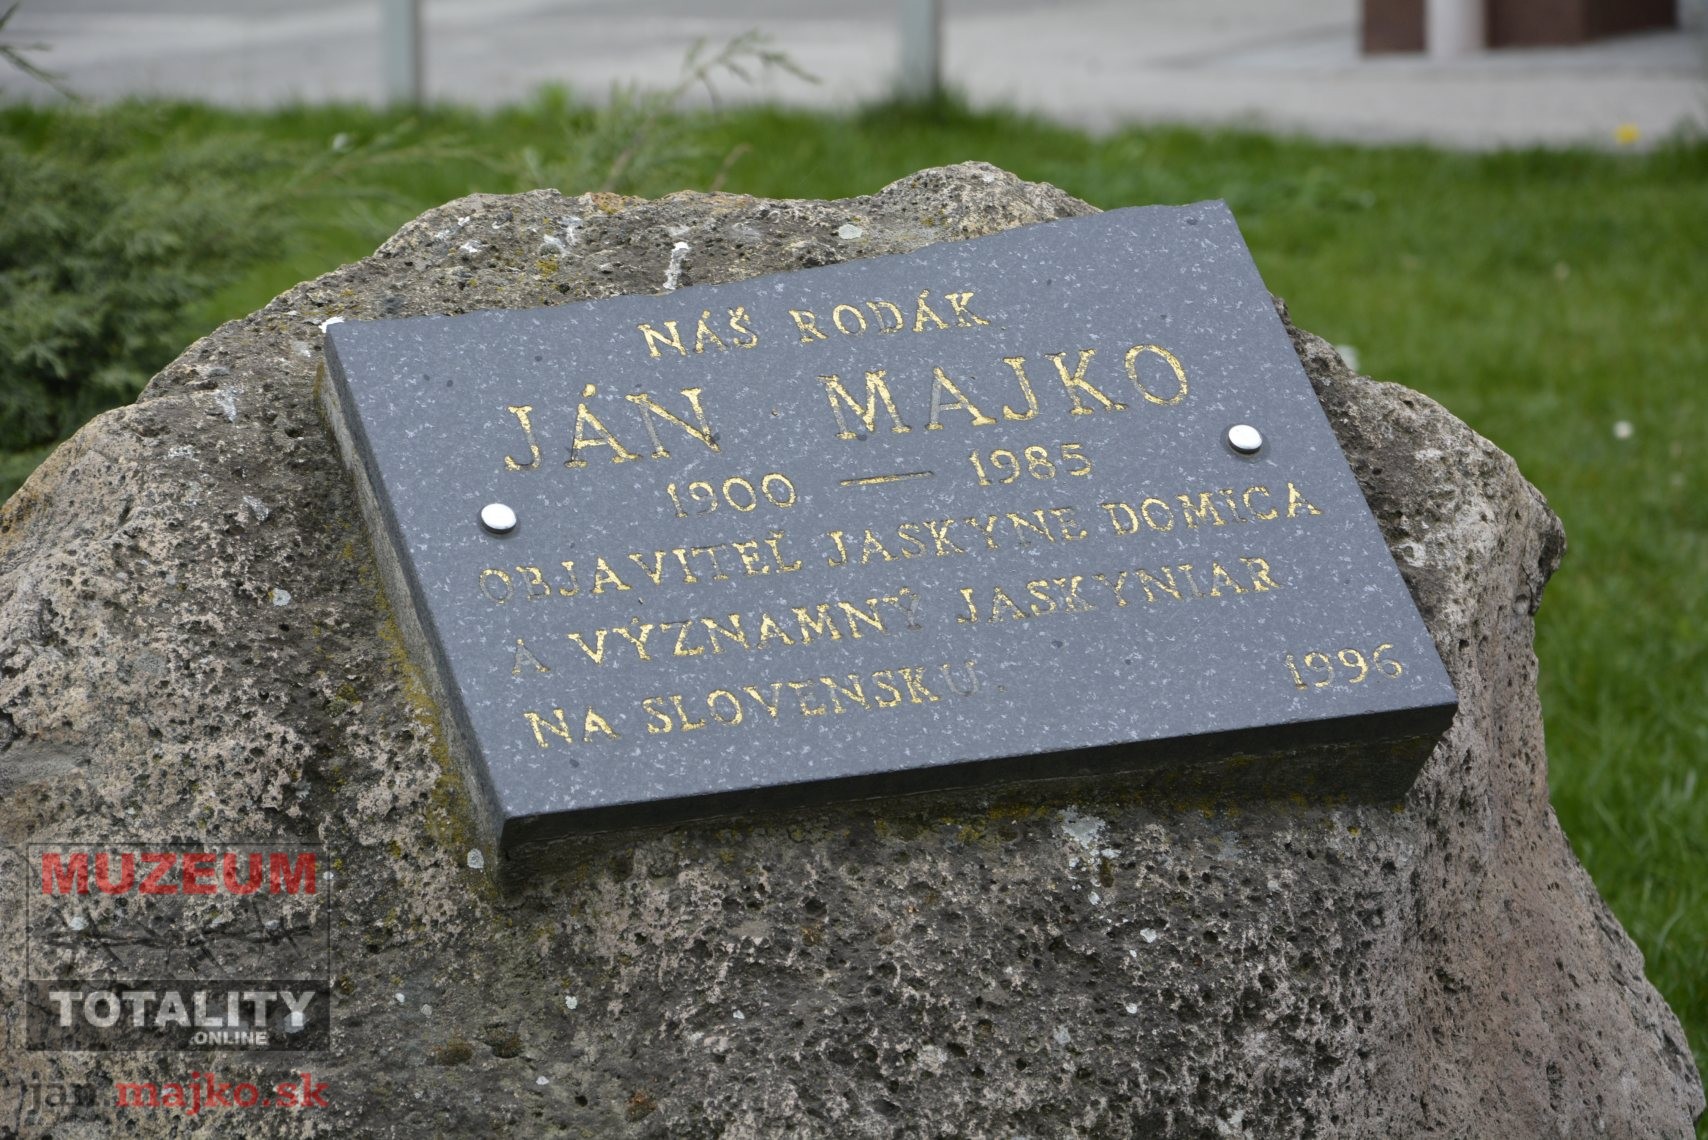 NÁŠ RODÁK
JÁN MAJKO
1900 — 1985
OBJAVITEĽ JASKYNE DOMICA
A VÝZNAMNÝ JASKYNIAR
NA SLOVENSKU
1996
MUZEUM
TOTALITY
.ONLINE
jan.majko.sk